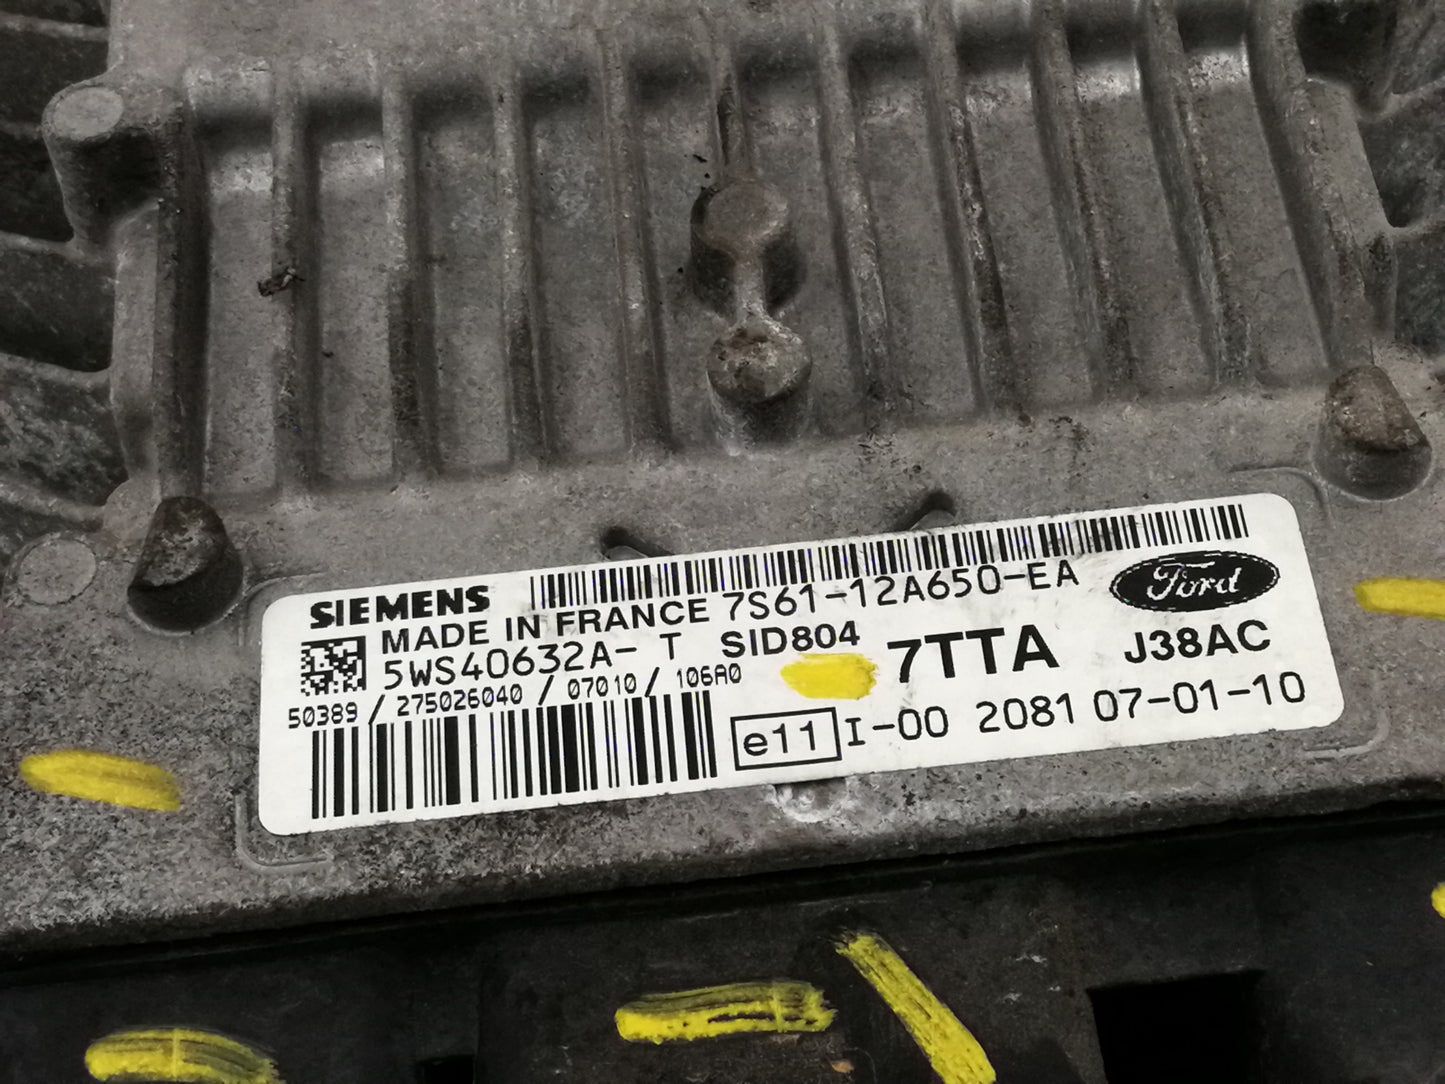 SIEMENS
MADE IN FRANCE 7S61-12A650-EA Ford
5WS40632A- T SID804 7TTA J38AC
50389 / 275026040 / 07010 / 106A0
e11 I-00 2081 07-01-10